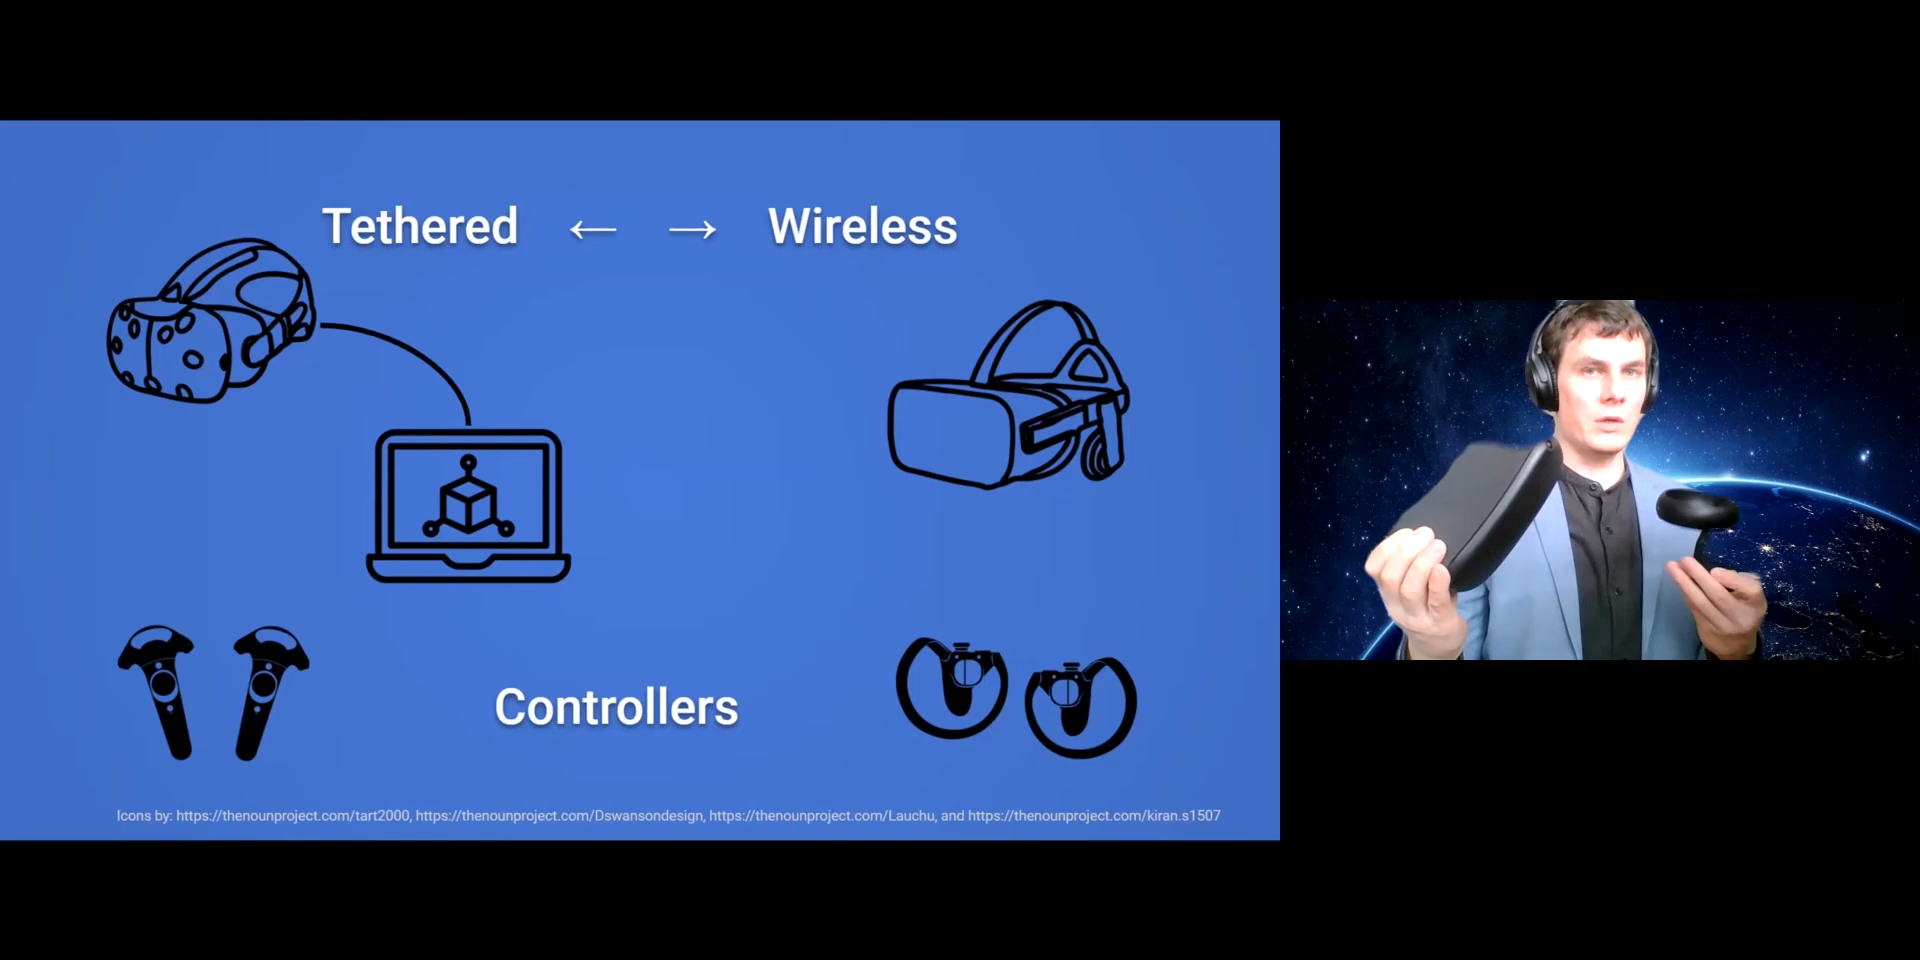 Tethered ← → Wireless
Controllers
Icons by: https://thenounproject.com/tart2000, https://thenounproject.com/Dswansondesign, https://thenounproject.com/Lauchu, and https://thenounproject.com/kiran.s1507